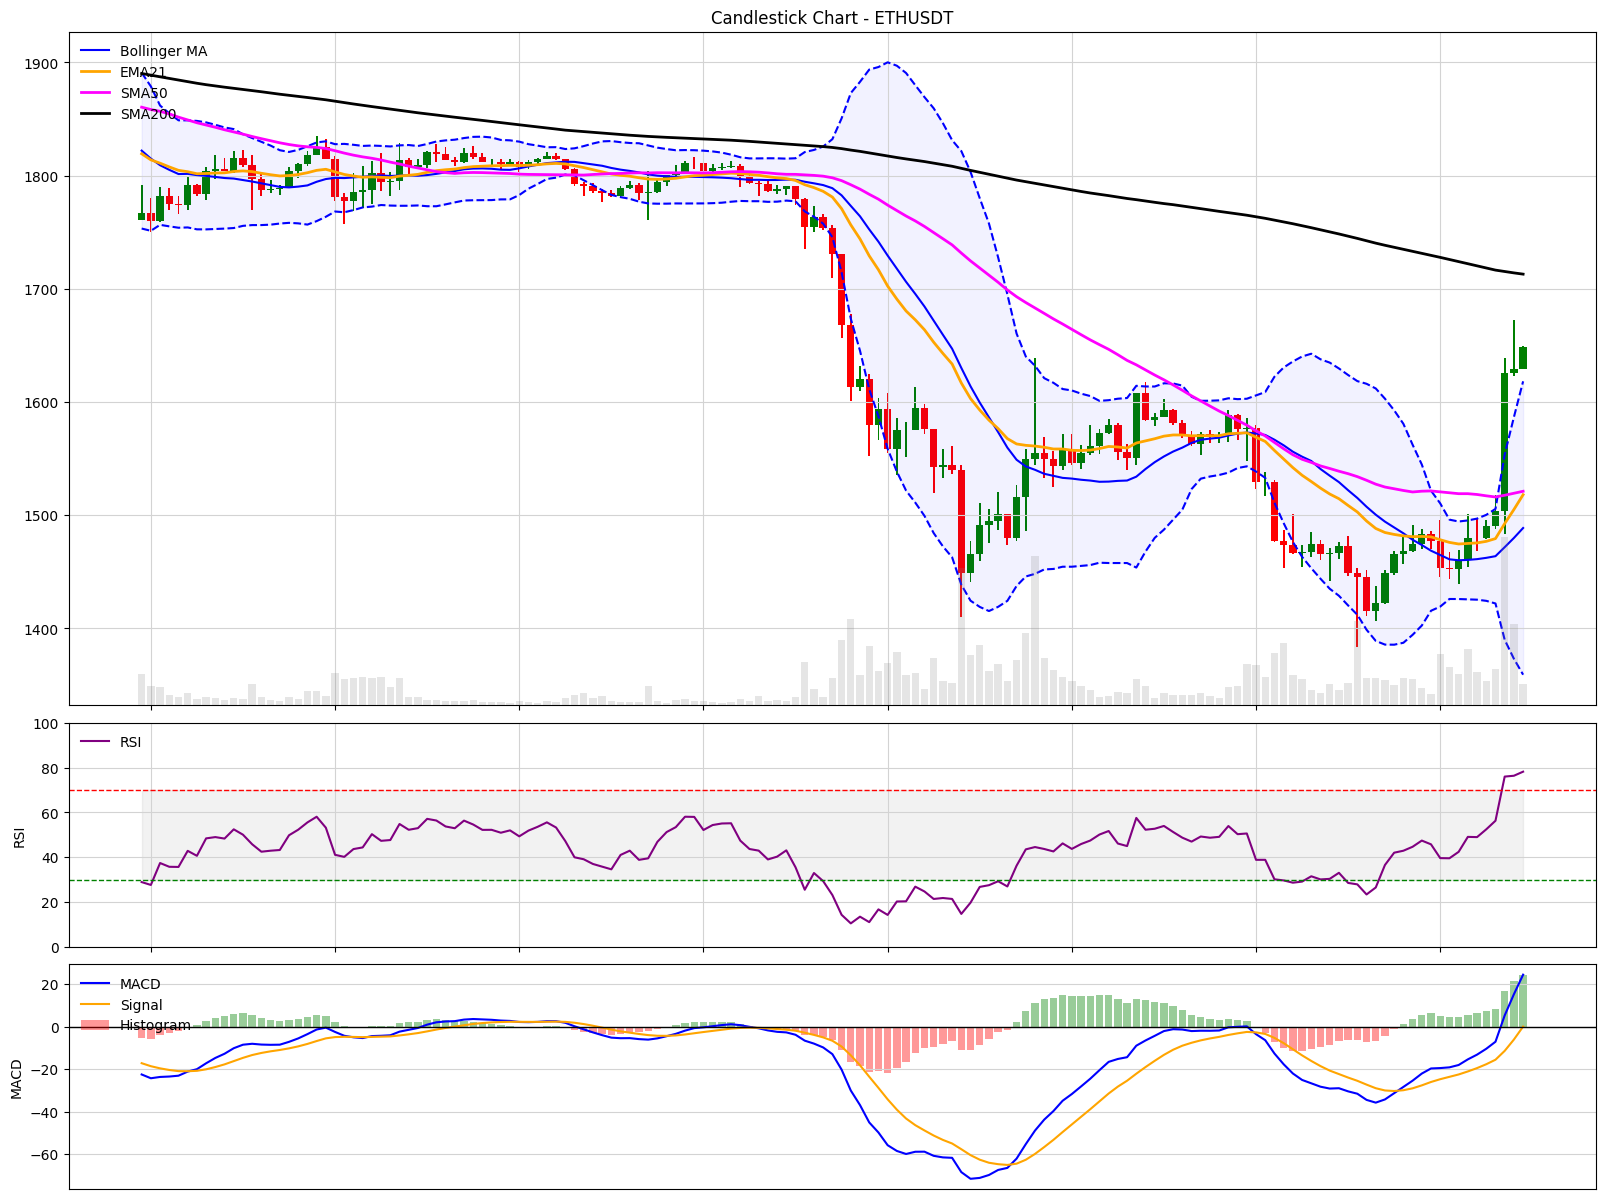 Candlestick Chart - ETHUSDT
Bollinger MA
EMA21
SMA50
SMA200
1900
1800
1700
1600
1500
1400
RSI
100
80
60
40
20
0
RSI
MACD
Signal
Histogram
20
0
−20
−40
−60
MACD